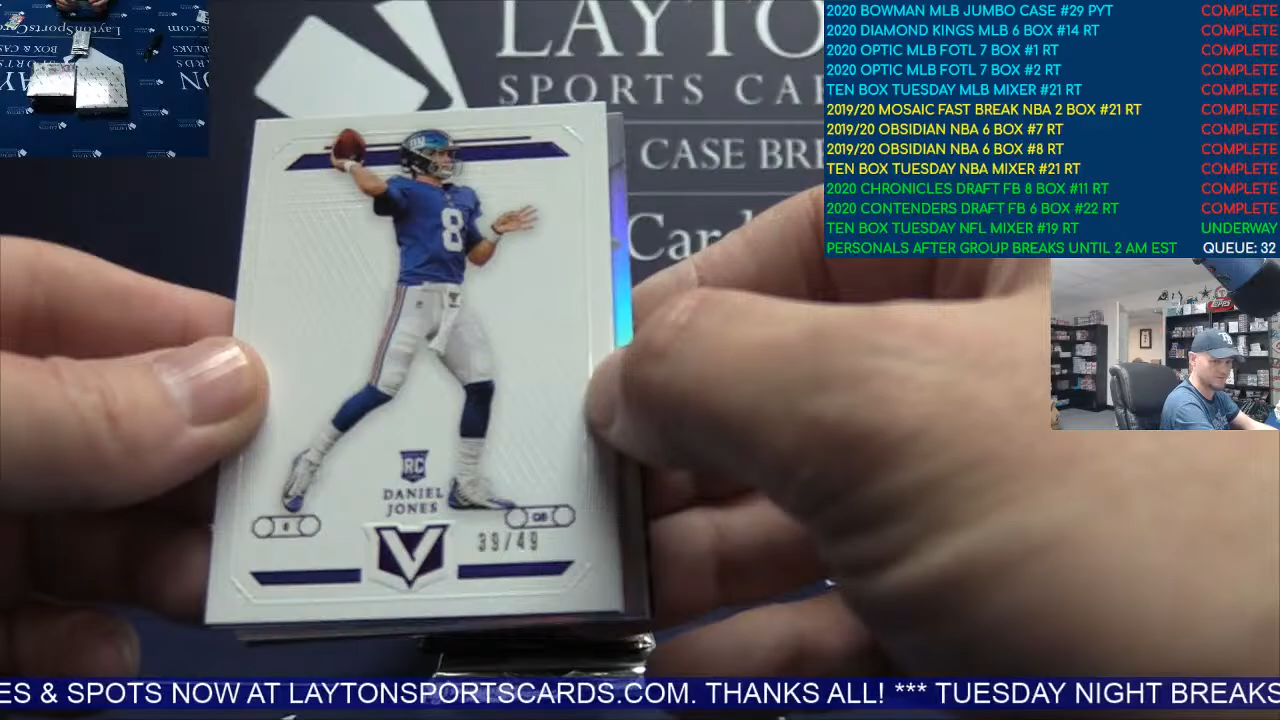 2020 BOWMAN MLB JUMBO CASE #29 PYT COMPLETE
2020 DIAMOND KINGS MLB 6 BOX #14 RT COMPLETE
2020 OPTIC MLB FOTL 7 BOX #1 RT COMPLETE
2020 OPTIC MLB FOTL 7 BOX #2 RT COMPLETE
TEN BOX TUESDAY MLB MIXER #21 RT COMPLETE
2019/20 MOSAIC FAST BREAK NBA 2 BOX #21 RT COMPLETE
2019/20 OBSIDIAN NBA 6 BOX #7 RT COMPLETE
2019/20 OBSIDIAN NBA 6 BOX #8 RT COMPLETE
TEN BOX TUESDAY NBA MIXER #21 RT COMPLETE
2020 CHRONICLES DRAFT FB 8 BOX #11 RT COMPLETE
2020 CONTENDERS DRAFT FB 6 BOX #22 RT COMPLETE
TEN BOX TUESDAY NFL MIXER #19 RT UNDERWAY
PERSONALS AFTER GROUP BREAKS UNTIL 2 AM EST QUEUE: 32
LAYTO
SPORTS CAR
CASE BRE
Car
8
RC
DANIEL
JONES
QB
V
39/49
ES & SPOTS NOW AT LAYTONSPORTSCARDS.COM. THANKS ALL! *** TUESDAY NIGHT BREAKS